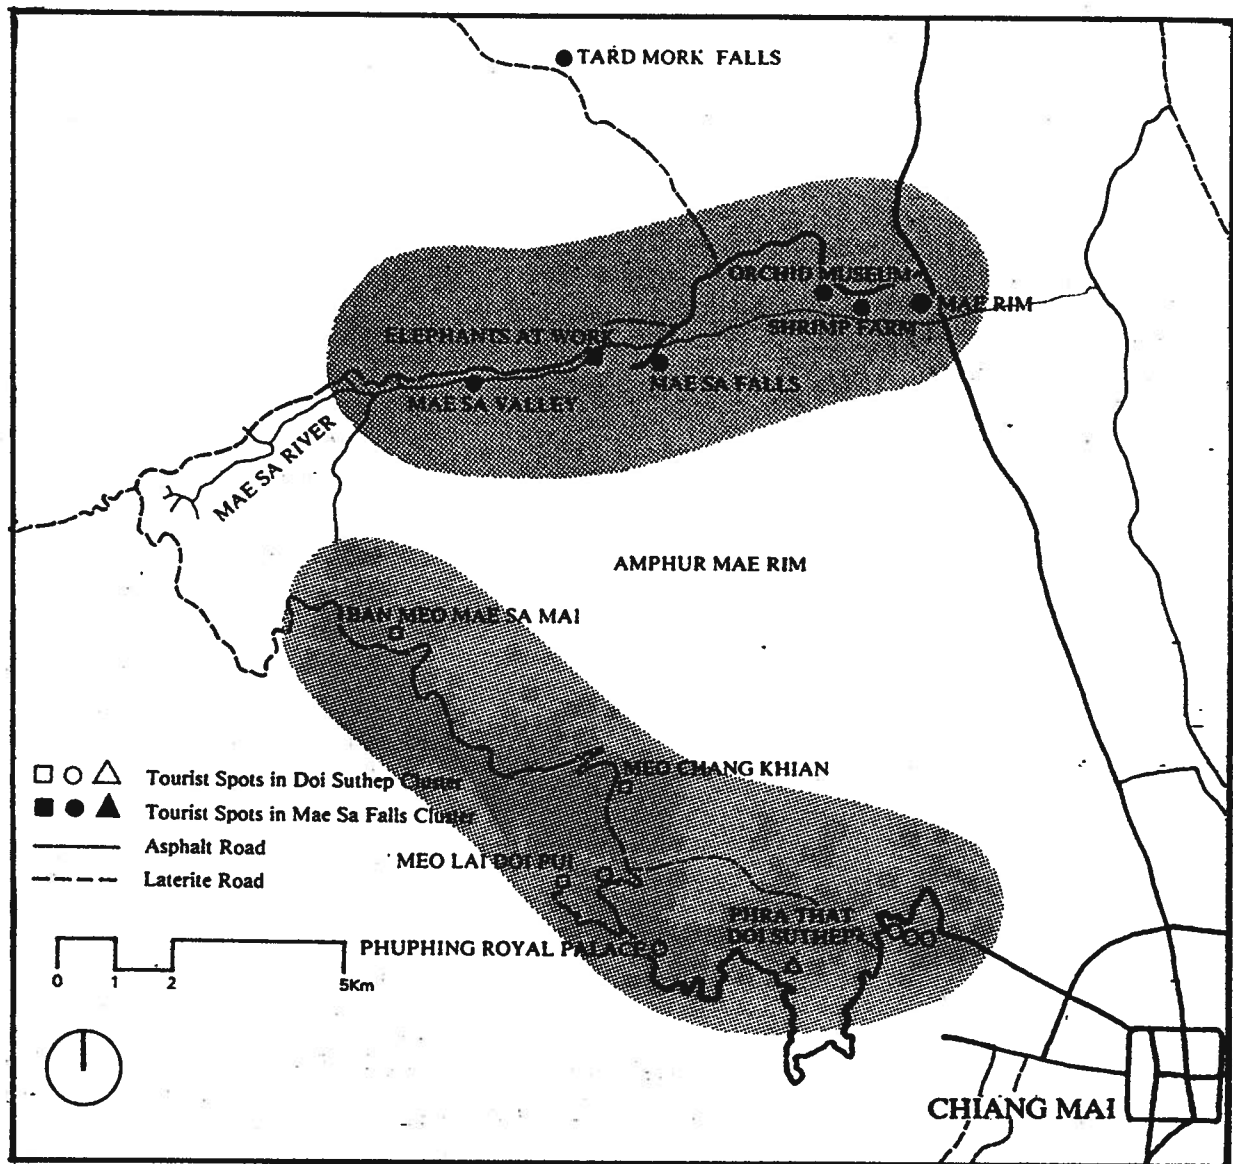 TARD MORK FALLS
ORCHID MUSEUM
MAE RIM
SHRIMP FARM
ELEPHANTS AT WORK
MAE SA FALLS
MAE SA VALLEY
MAE SA RIVER
AMPHUR MAE RIM
BAN MEO MAE SA MAI
MEO CHANG KHIAN
Tourist Spots in Doi Suthep Cluster
Tourist Spots in Mae Sa Falls Cluster
Asphalt Road
Laterite Road
MEO LAI DOI PUI
PHRA THAT
DOI SUTHEP
PHUPHING ROYAL PALACE
0 1 2 5Km
CHIANG MAI